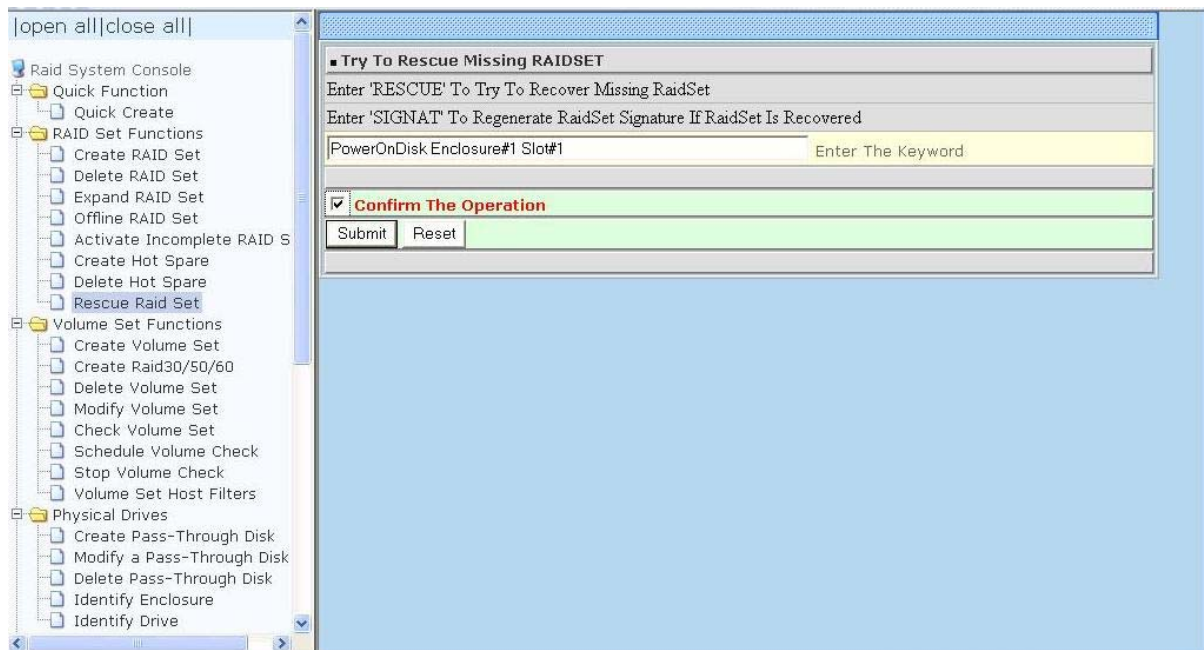 |open all|close all|
Raid System Console
Quick Function
Quick Create
RAID Set Functions
Create RAID Set
Delete RAID Set
Expand RAID Set
Offline RAID Set
Activate Incomplete RAID S
Create Hot Spare
Delete Hot Spare
Rescue Raid Set
Volume Set Functions
Create Volume Set
Create Raid30/50/60
Delete Volume Set
Modify Volume Set
Check Volume Set
Schedule Volume Check
Stop Volume Check
Volume Set Host Filters
Physical Drives
Create Pass-Through Disk
Modify a Pass-Through Disk
Delete Pass-Through Disk
Identify Enclosure
Identify Drive
Try To Rescue Missing RAIDSET
Enter 'RESCUE' To Try To Recover Missing RaidSet
Enter 'SIGNAT' To Regenerate RaidSet Signature If RaidSet Is Recovered
PowerOnDisk Enclosure#1 Slot#1 Enter The Keyword
Confirm The Operation
Submit Reset